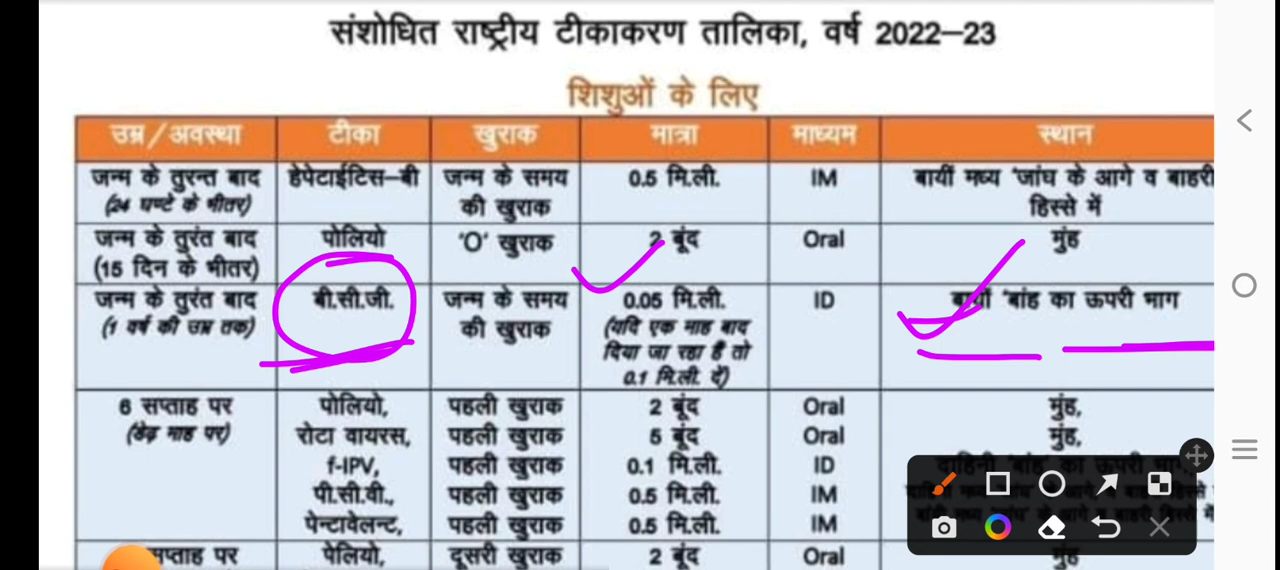 संशोधित राष्ट्रीय टीकाकरण तालिका, वर्ष 2022–23
शिशुओं के लिए
उम्र/अवस्था टीका खुराक मात्रा माध्यम स्थान
जन्म के तुरन्त बाद हेपेटाईटिस–बी जन्म के समय 0.5 मि.ली. IM बायीं मध्य 'जांघ के आगे व बाहरी
(24 घण्टे के भीतर) की खुराक हिस्से में
जन्म के तुरंत बाद पोलियो 'O' खुराक 2 बूंद Oral मुंह
(15 दिन के भीतर)
जन्म के तुरंत बाद बी.सी.जी. जन्म के समय 0.05 मि.ली. ID बायीं 'बांह का ऊपरी भाग
(1 वर्ष की उम्र तक) की खुराक (यदि एक माह बाद
दिया जा रहा है तो
0.1 मि.ली. दें)
6 सप्ताह पर पोलियो, पहली खुराक 2 बूंद Oral मुंह,
(डेढ़ माह पर) रोटा वायरस, पहली खुराक 5 बूंद Oral मुंह,
f-IPV, पहली खुराक 0.1 मि.ली. ID दाहिनी 'बांह' का ऊपरी भाग
पी.सी.वी., पहली खुराक 0.5 मि.ली. IM
पेन्टावेलन्ट, पहली खुराक 0.5 मि.ली. IM
सप्ताह पर पेलियो, दूसरी खुराक 2 बूंद Oral मुंह